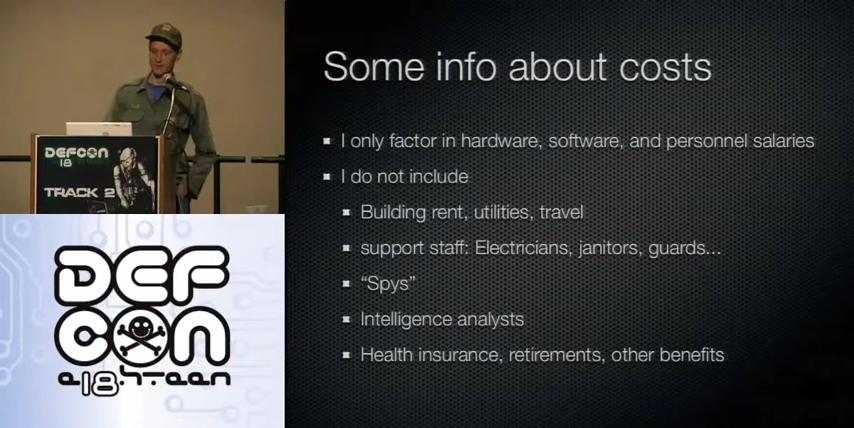 DEFCON
18
TRACK 2
DEF
CON
e18hteen
Some info about costs
I only factor in hardware, software, and personnel salaries
I do not include
Building rent, utilities, travel
support staff: Electricians, janitors, guards...
“Spys”
Intelligence analysts
Health insurance, retirements, other benefits